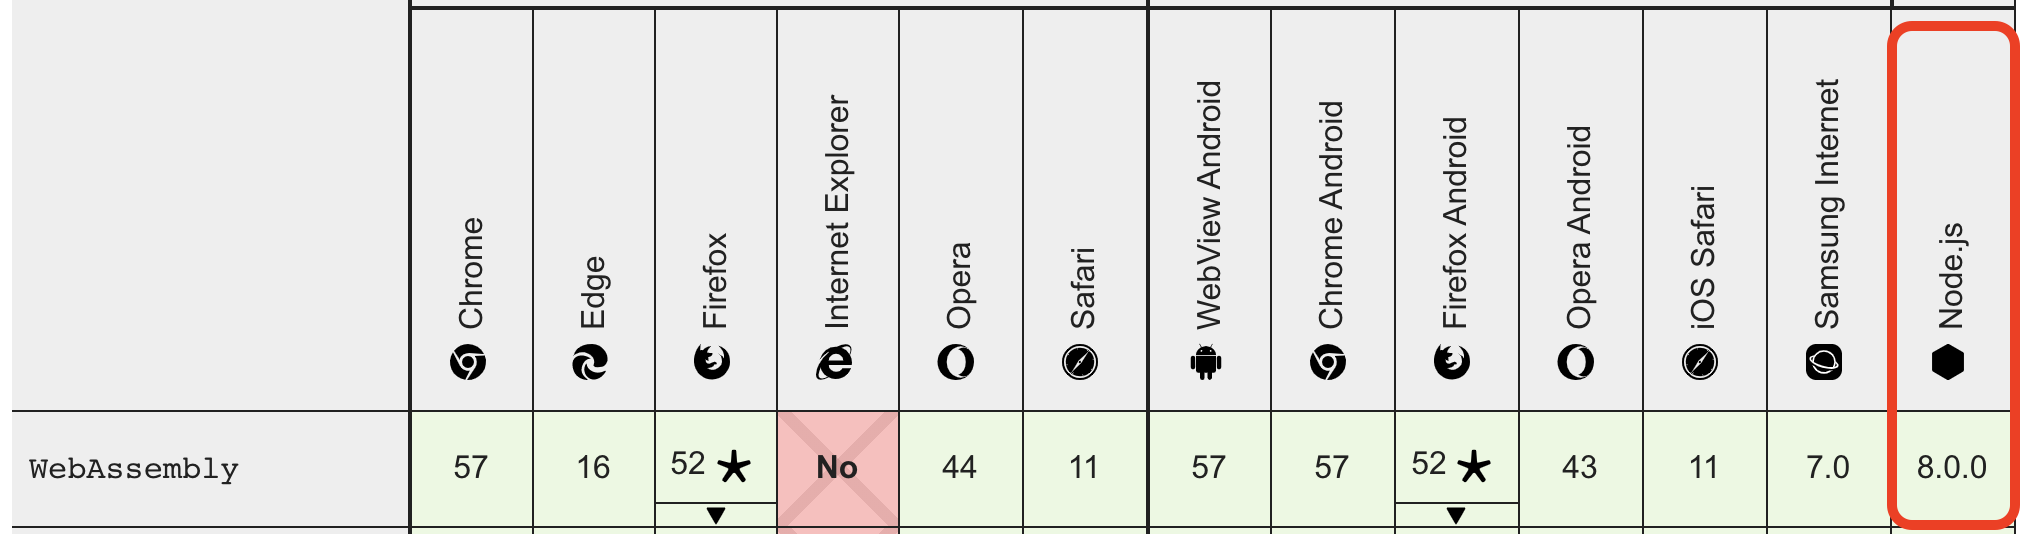 Chrome
Edge
Firefox
Internet Explorer
Opera
Safari
WebView Android
Chrome Android
Firefox Android
Opera Android
iOS Safari
Samsung Internet
Node.js
WebAssembly 57 16 52 ★ No 44 11 57 57 52 ★ 43 11 7.0 8.0.0
▼ ▼